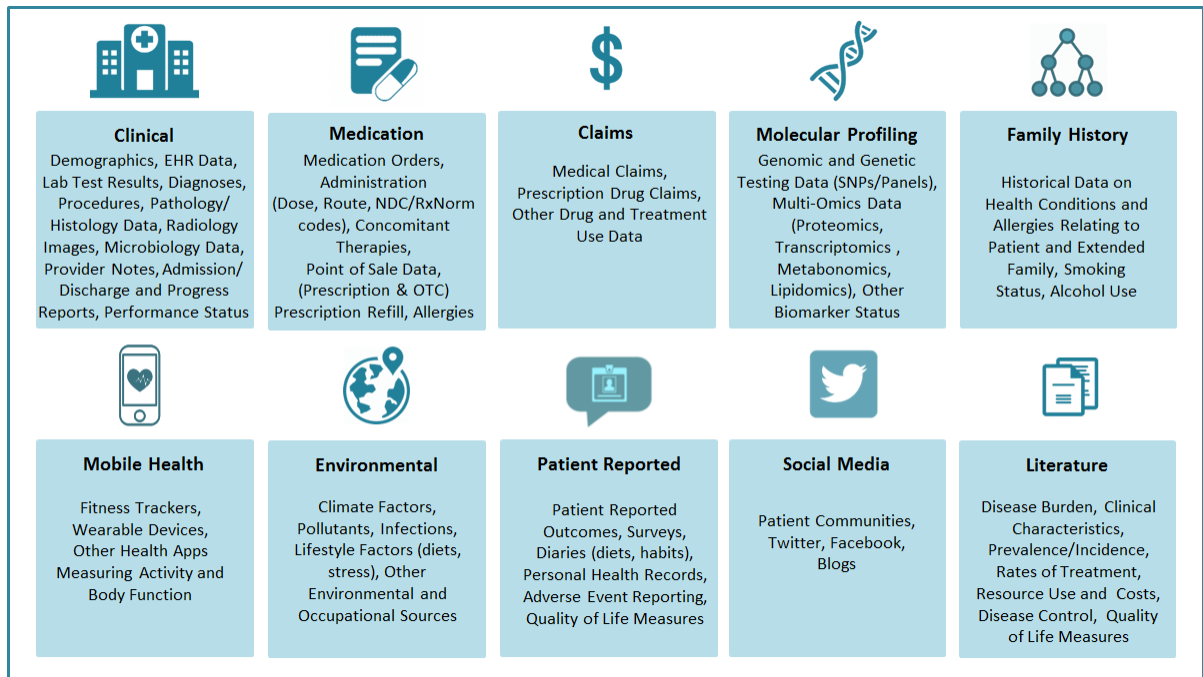 Clinical
Demographics, EHR Data,
Lab Test Results, Diagnoses,
Procedures, Pathology/
Histology Data, Radiology
Images, Microbiology Data,
Provider Notes, Admission/
Discharge and Progress
Reports, Performance Status
Medication
Medication Orders,
Administration
(Dose, Route, NDC/RxNorm
codes), Concomitant
Therapies,
Point of Sale Data,
(Prescription & OTC)
Prescription Refill, Allergies
Claims
Medical Claims,
Prescription Drug Claims,
Other Drug and Treatment
Use Data
Molecular Profiling
Genomic and Genetic
Testing Data (SNPs/Panels),
Multi-Omics Data
(Proteomics,
Transcriptomics ,
Metabonomics,
Lipidomics), Other
Biomarker Status
Family History
Historical Data on
Health Conditions and
Allergies Relating to
Patient and Extended
Family, Smoking
Status, Alcohol Use
Mobile Health
Fitness Trackers,
Wearable Devices,
Other Health Apps
Measuring Activity and
Body Function
Environmental
Climate Factors,
Pollutants, Infections,
Lifestyle Factors (diets,
stress), Other
Environmental and
Occupational Sources
Patient Reported
Patient Reported
Outcomes, Surveys,
Diaries (diets, habits),
Personal Health Records,
Adverse Event Reporting,
Quality of Life Measures
Social Media
Patient Communities,
Twitter, Facebook,
Blogs
Literature
Disease Burden, Clinical
Characteristics,
Prevalence/Incidence,
Rates of Treatment,
Resource Use and Costs,
Disease Control, Quality
of Life Measures